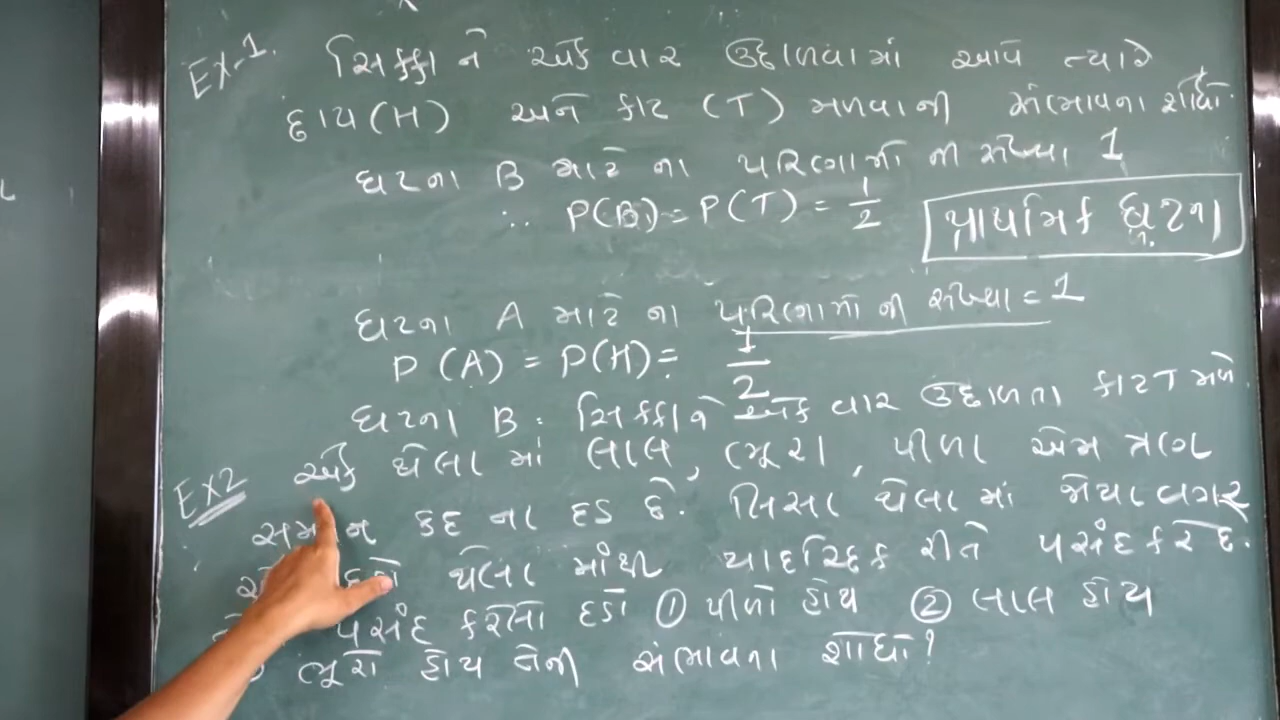 Ex-1. સિક્કા ને એક વાર ઉછાળવામાં આવે ત્યારે
છાપ(H) અને કાટ (T) મળવાની સંભાવના શોધો.
ઘટના B માટે ના પરિણામો ની સંખ્યા 1
∴ P(B) = P(T) = 1/2
પ્રાથમિક ઘટના
ઘટના A માટે ના પરિણામો ની સંખ્યા = 1
P (A) = P(H) = 1/2
ઘટના B : સિક્કાને એક વાર ઉછાળતા કાટ T મળે.
Ex2 એક થેલા માં લાલ, ભૂરા, પીળા એમ ત્રણ
સમાન કદ ના દડા છે. નિસા થેલા માં જોયા વગર
દડો થેલા માંથી યાદચ્છિક રીતે પસંદ કરે છે.
પસંદ કરેલો દડો ① પીળો હોય ② લાલ હોય
ભૂરો હોય તેની સંભાવના શોધો?